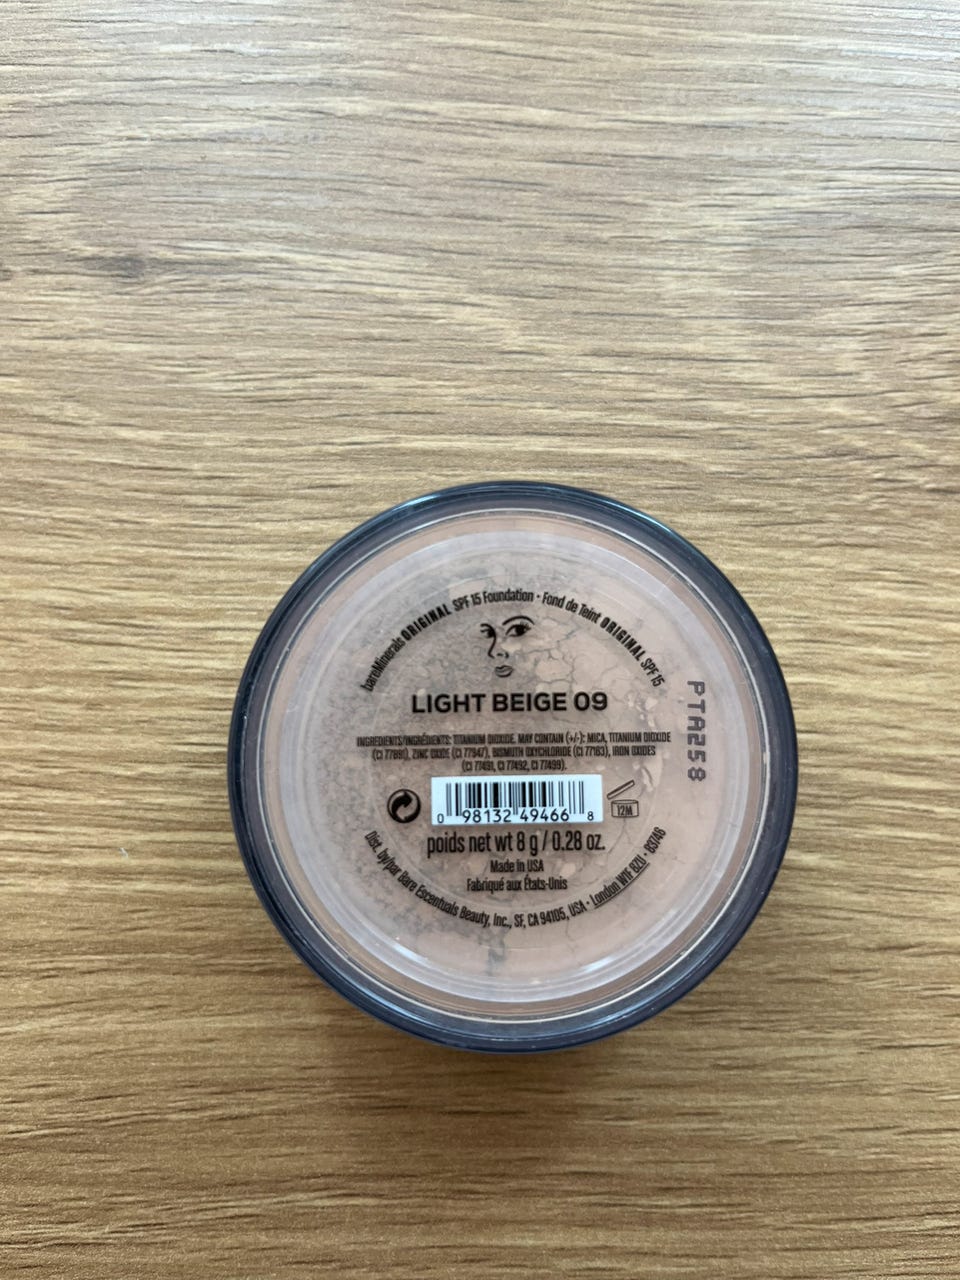 bareMinerals ORIGINAL SPF 15 Foundation • Fond de Teint ORIGINAL SPF 15
LIGHT BEIGE 09
INGREDIENTS/INGRÉDIENTS: TITANIUM DIOXIDE. MAY CONTAIN (+/-): MICA, TITANIUM DIOXIDE
(CI 77891), ZINC OXIDE (CI 77947), BISMUTH OXYCHLORIDE (CI 77163), IRON OXIDES
(CI 77491, CI 77492, CI 77499).
0 98132 49466 8
12M
poids net wt 8 g / 0.28 oz.
Made in USA
Fabriqué aux États-Unis
Dist. by/par Bare Escentuals Beauty, Inc., SF, CA 94105, USA • London W1F 8ZU • 83746
PTA258